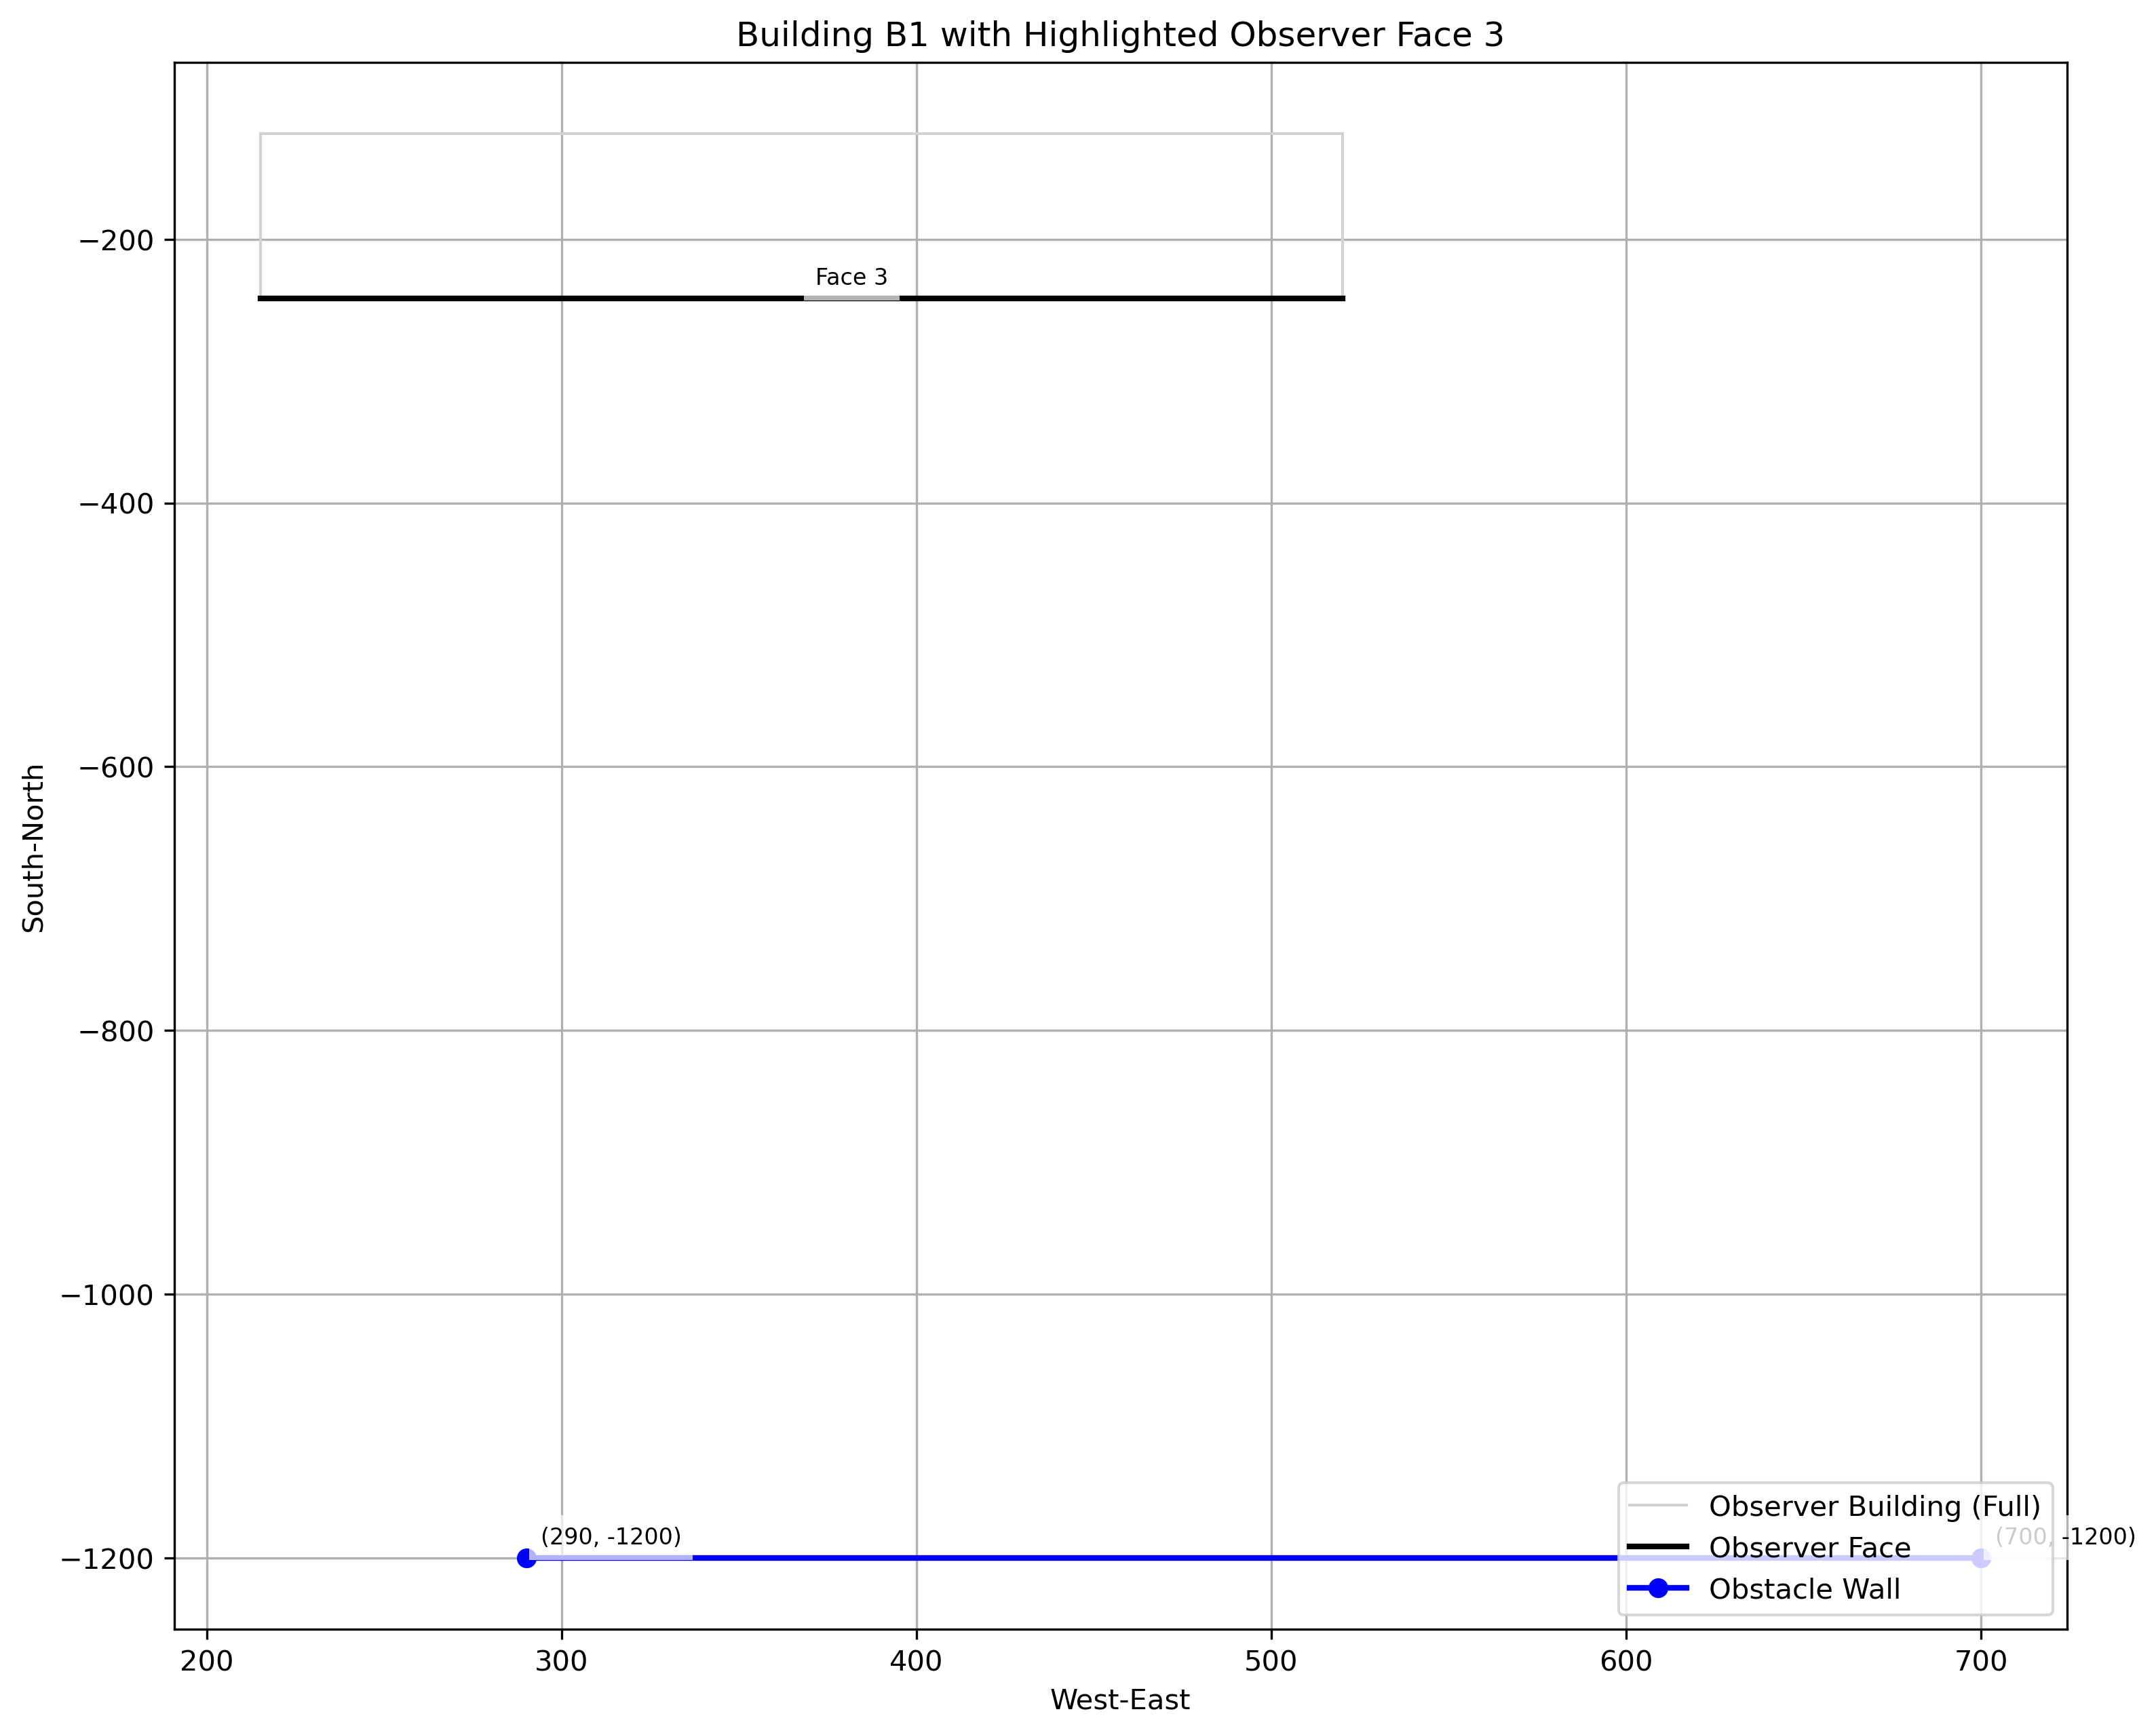 Building B1 with Highlighted Observer Face 3
−200
Face 3
−400
−600
−800
−1000
−1200
South-North
(290, -1200)
(700, -1200)
Observer Building (Full)
Observer Face
Obstacle Wall
200
300
400
500
600
700
West-East